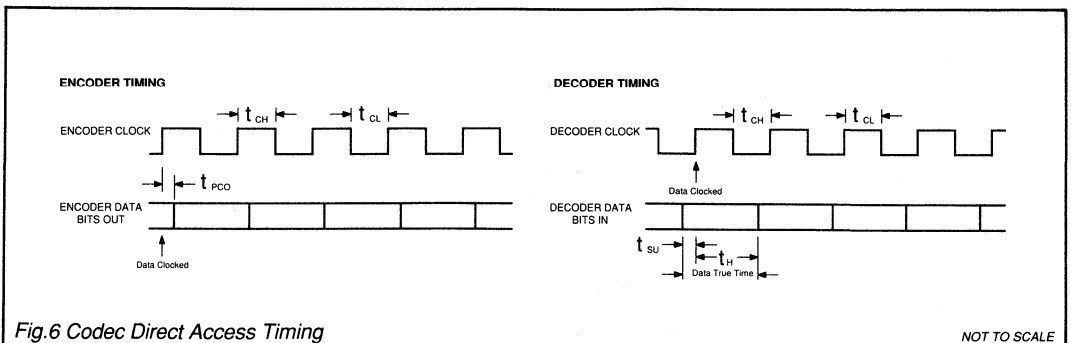 ENCODER TIMING
t CH
t CL
ENCODER CLOCK
t PCO
ENCODER DATA
BITS OUT
Data Clocked
DECODER TIMING
t CH
t CL
DECODER CLOCK
Data Clocked
DECODER DATA
BITS IN
t SU
t H
Data True Time
Fig.6 Codec Direct Access Timing
NOT TO SCALE